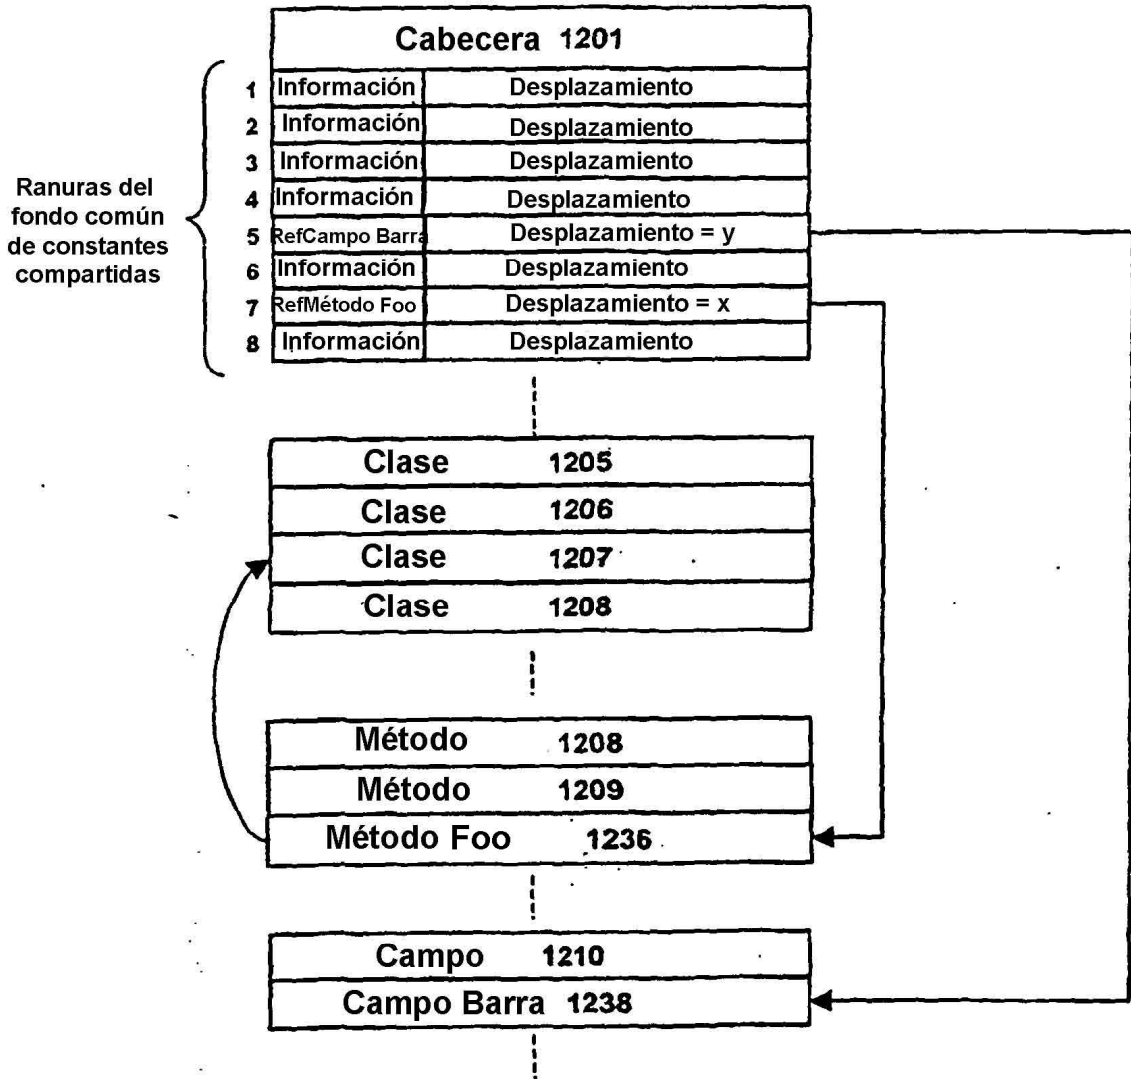 Cabecera 1201
Ranuras del
fondo común
de constantes
compartidas
1 Información Desplazamiento
2 Información Desplazamiento
3 Información Desplazamiento
4 Información Desplazamiento
5 RefCampo Barra Desplazamiento = y
6 Información Desplazamiento
7 RefMétodo Foo Desplazamiento = x
8 Información Desplazamiento
Clase 1205
Clase 1206
Clase 1207
Clase 1208
Método 1208
Método 1209
Método Foo 1236
Campo 1210
Campo Barra 1238